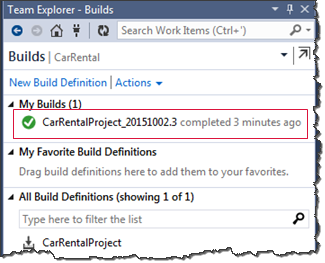 Team Explorer - Builds
Search Work Items (Ctrl+')
Builds | CarRental
New Build Definition | Actions
My Builds (1)
CarRentalProject_20151002.3 completed 3 minutes ago
My Favorite Build Definitions
Drag build definitions here to add them to your favorites.
All Build Definitions (showing 1 of 1)
Type here to filter the list
CarRentalProject